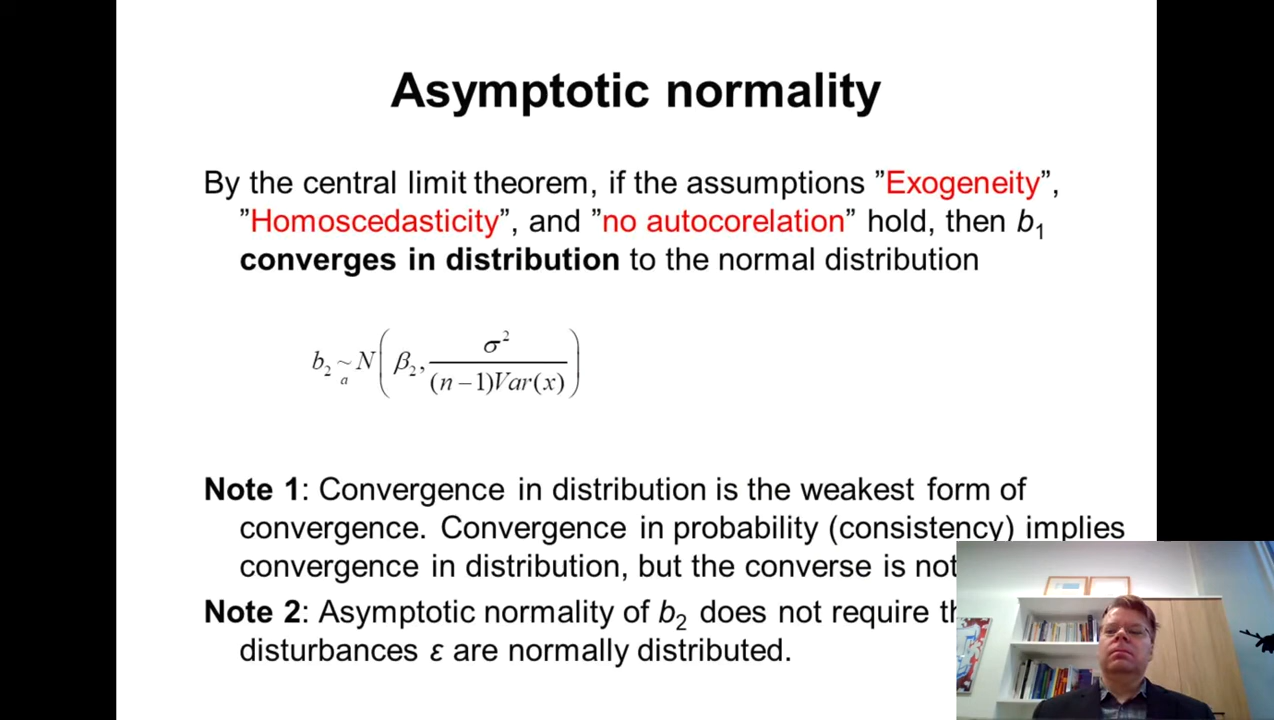 Asymptotic normality
By the central limit theorem, if the assumptions ”Exogeneity”,
”Homoscedasticity”, and ”no autocorelation” hold, then b₁
converges in distribution to the normal distribution
b₂ ~ₐ N(β₂, σ² / ((n−1)Var(x)))
Note 1: Convergence in distribution is the weakest form of
convergence. Convergence in probability (consistency) implies
convergence in distribution, but the converse is not
Note 2: Asymptotic normality of b₂ does not require
disturbances ε are normally distributed.